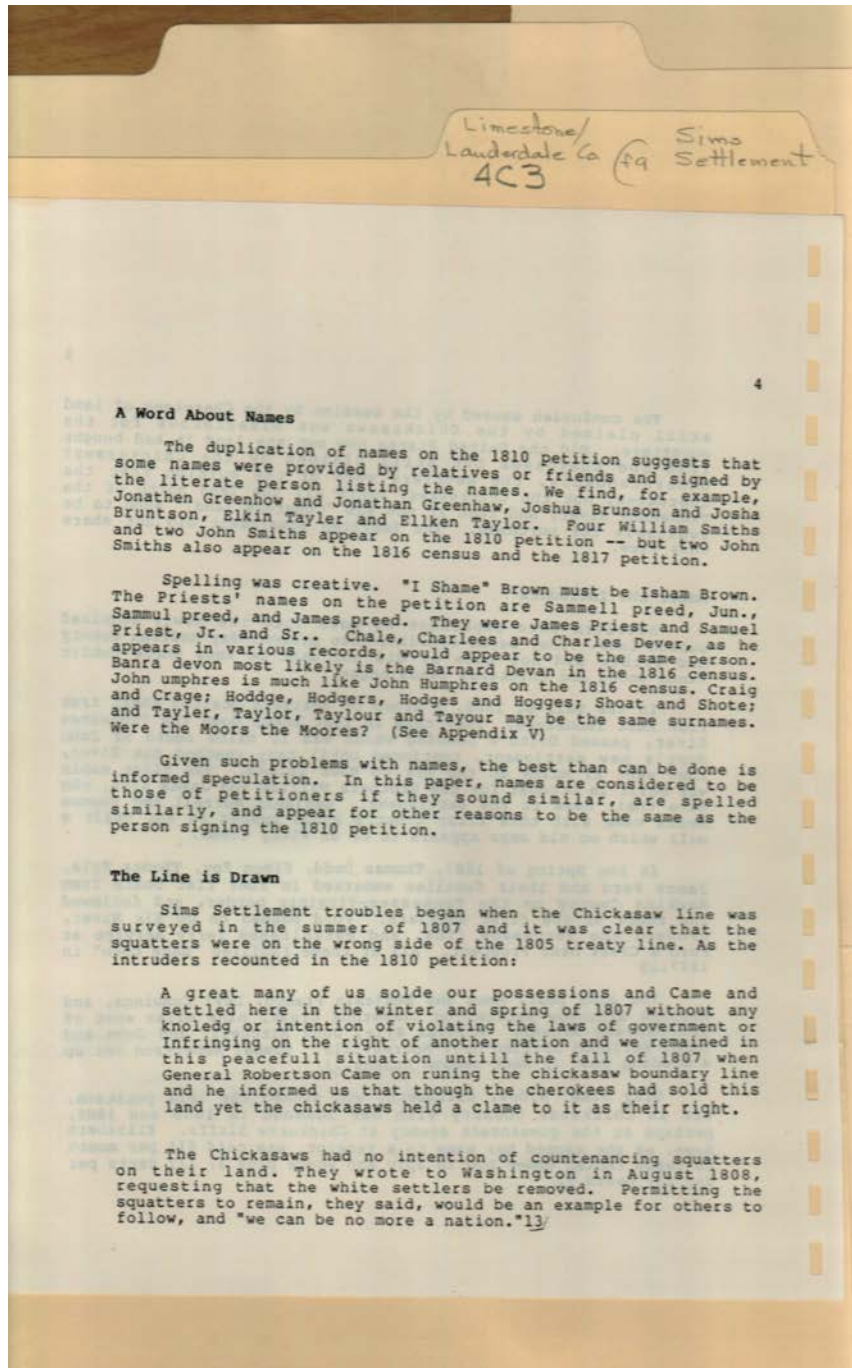 Limestone/
Lauderdale Co
4C3
Sims
Settlement
4
A Word About Names
The duplication of names on the 1810 petition suggests that
some names were provided by relatives or friends and signed by
the literate person listing the names. We find, for example,
Jonathen Greenhow and Jonathan Greenhaw, Joshua Brunson and Josha
Bruntson, Elkin Tayler and Ellken Taylor. Four William Smiths
and two John Smiths appear on the 1810 petition -- but two John
Smiths also appear on the 1816 census and the 1817 petition.
Spelling was creative. "I Shame" Brown must be Isham Brown.
The Priests' names on the petition are Sammell preed, Jun.,
Sammul preed, and James preed. They were James Priest and Samuel
Priest, Jr. and Sr.. Chale, Charlees and Charles Dever, as he
appears in various records, would appear to be the same person.
Banra devon most likely is the Barnard Devan in the 1816 census.
John umphres is much like John Humphres on the 1816 census. Craig
and Crage; Hoddge, Hodgers, Hodges and Hogges; Shoat and Shote;
and Tayler, Taylor, Taylour and Tayour may be the same surnames.
Were the Moors the Moores? (See Appendix V)
Given such problems with names, the best than can be done is
informed speculation. In this paper, names are considered to be
those of petitioners if they sound similar, are spelled
similarly, and appear for other reasons to be the same as the
person signing the 1810 petition.
The Line is Drawn
Sims Settlement troubles began when the Chickasaw line was
surveyed in the summer of 1807 and it was clear that the
squatters were on the wrong side of the 1805 treaty line. As the
intruders recounted in the 1810 petition:
A great many of us solde our possessions and Came and
settled here in the winter and spring of 1807 without any
knoledg or intention of violating the laws of government or
Infringing on the right of another nation and we remained in
this peacefull situation untill the fall of 1807 when
General Robertson Came on runing the chickasaw boundary line
and he informed us that though the cherokees had sold this
land yet the chickasaws held a clame to it as their right.
The Chickasaws had no intention of countenancing squatters
on their land. They wrote to Washington in August 1808,
requesting that the white settlers be removed. Permitting the
squatters to remain, they said, would be an example for others to
follow, and "we can be no more a nation."13